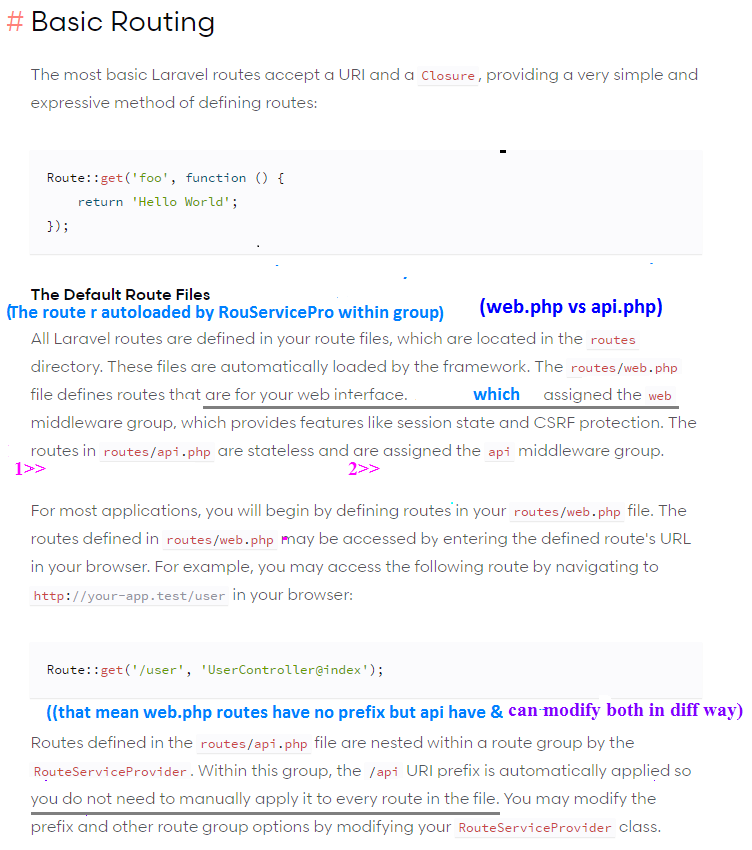 # Basic Routing
The most basic Laravel routes accept a URI and a Closure, providing a very simple and
expressive method of defining routes:
Route::get('foo', function () {
return 'Hello World';
});
The Default Route Files
(The route r autoloaded by RouServicePro within group)
(web.php vs api.php)
All Laravel routes are defined in your route files, which are located in the routes
directory. These files are automatically loaded by the framework. The routes/web.php
file defines routes that are for your web interface. which assigned the web
middleware group, which provides features like session state and CSRF protection. The
routes in routes/api.php are stateless and are assigned the api middleware group.
1>> 2>>
For most applications, you will begin by defining routes in your routes/web.php file. The
routes defined in routes/web.php may be accessed by entering the defined route's URL
in your browser. For example, you may access the following route by navigating to
http://your-app.test/user in your browser:
Route::get('/user', 'UserController@index');
((that mean web.php routes have no prefix but api have & can modify both in diff way)
Routes defined in the routes/api.php file are nested within a route group by the
RouteServiceProvider. Within this group, the /api URI prefix is automatically applied so
you do not need to manually apply it to every route in the file. You may modify the
prefix and other route group options by modifying your RouteServiceProvider class.